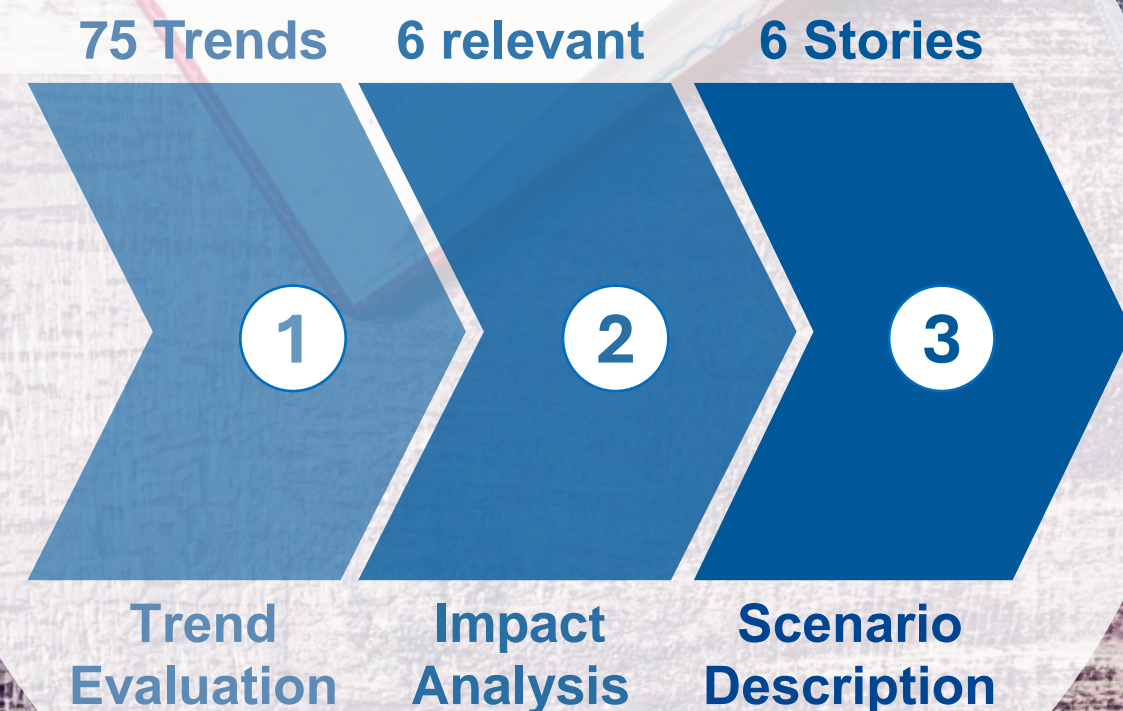 75 Trends
6 relevant
6 Stories
1
2
3
Trend
Evaluation
Impact
Analysis
Scenario
Description